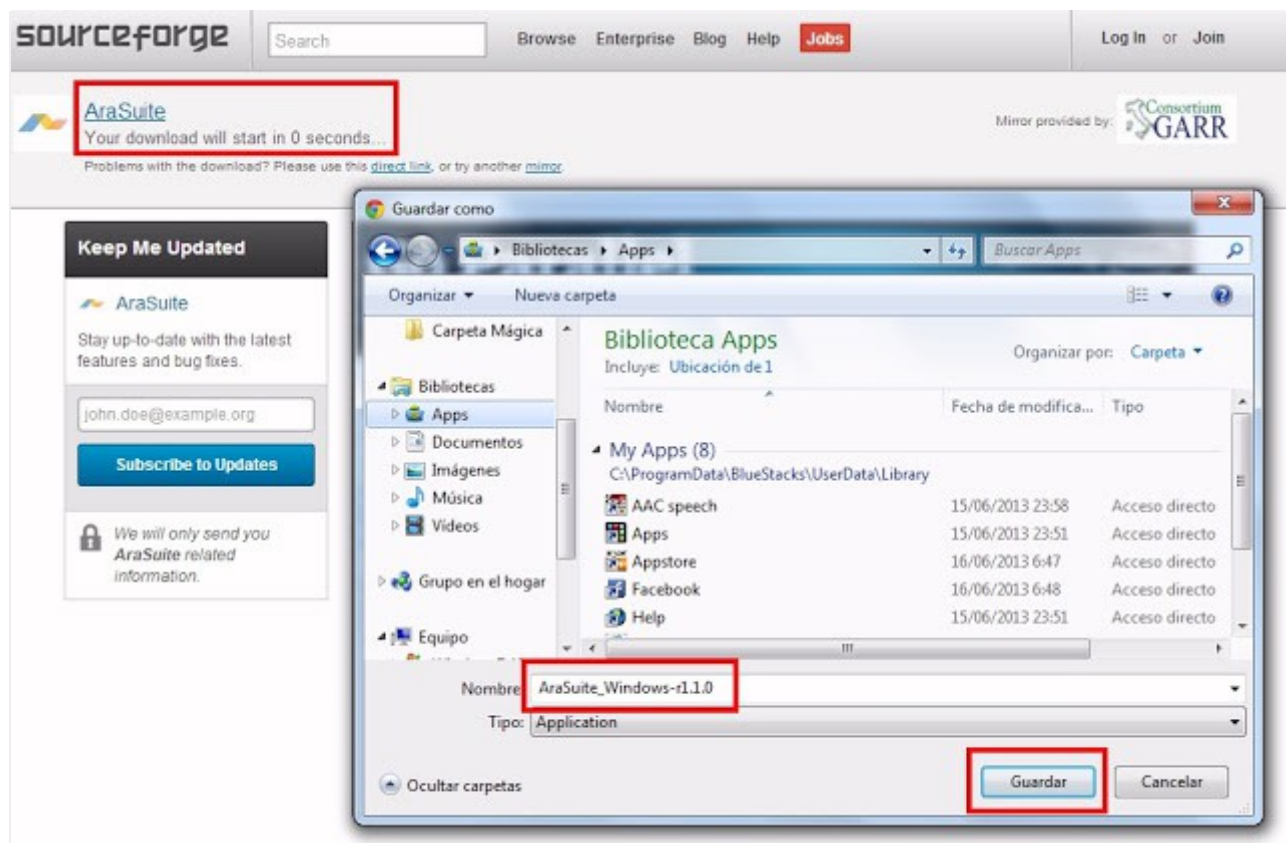 sourceforge Search Browse Enterprise Blog Help Jobs Log In or Join
AraSuite
Your download will start in 0 seconds...
Mirror provided by: Consortium GARR
Problems with the download? Please use this direct link, or try another mirror.
Keep Me Updated
AraSuite
Stay up-to-date with the latest
features and bug fixes.
john.doe@example.org
Subscribe to Updates
We will only send you
AraSuite related
information.
Guardar como
Bibliotecas Apps Buscar Apps
Organizar Nueva carpeta
Carpeta Mágica
Bibliotecas
Apps
Documentos
Imágenes
Música
Vídeos
Grupo en el hogar
Equipo
Biblioteca Apps
Incluye: Ubicación de 1
Organizar por: Carpeta
Nombre Fecha de modifica... Tipo
My Apps (8)
C:\ProgramData\BlueStacks\UserData\Library
AAC speech 15/06/2013 23:58 Acceso directo
Apps 15/06/2013 23:51 Acceso directo
Appstore 16/06/2013 6:47 Acceso directo
Facebook 16/06/2013 6:48 Acceso directo
Help 15/06/2013 23:51 Acceso directo
Nombre AraSuite_Windows-r1.1.0
Tipo: Application
Ocultar carpetas
Guardar Cancelar